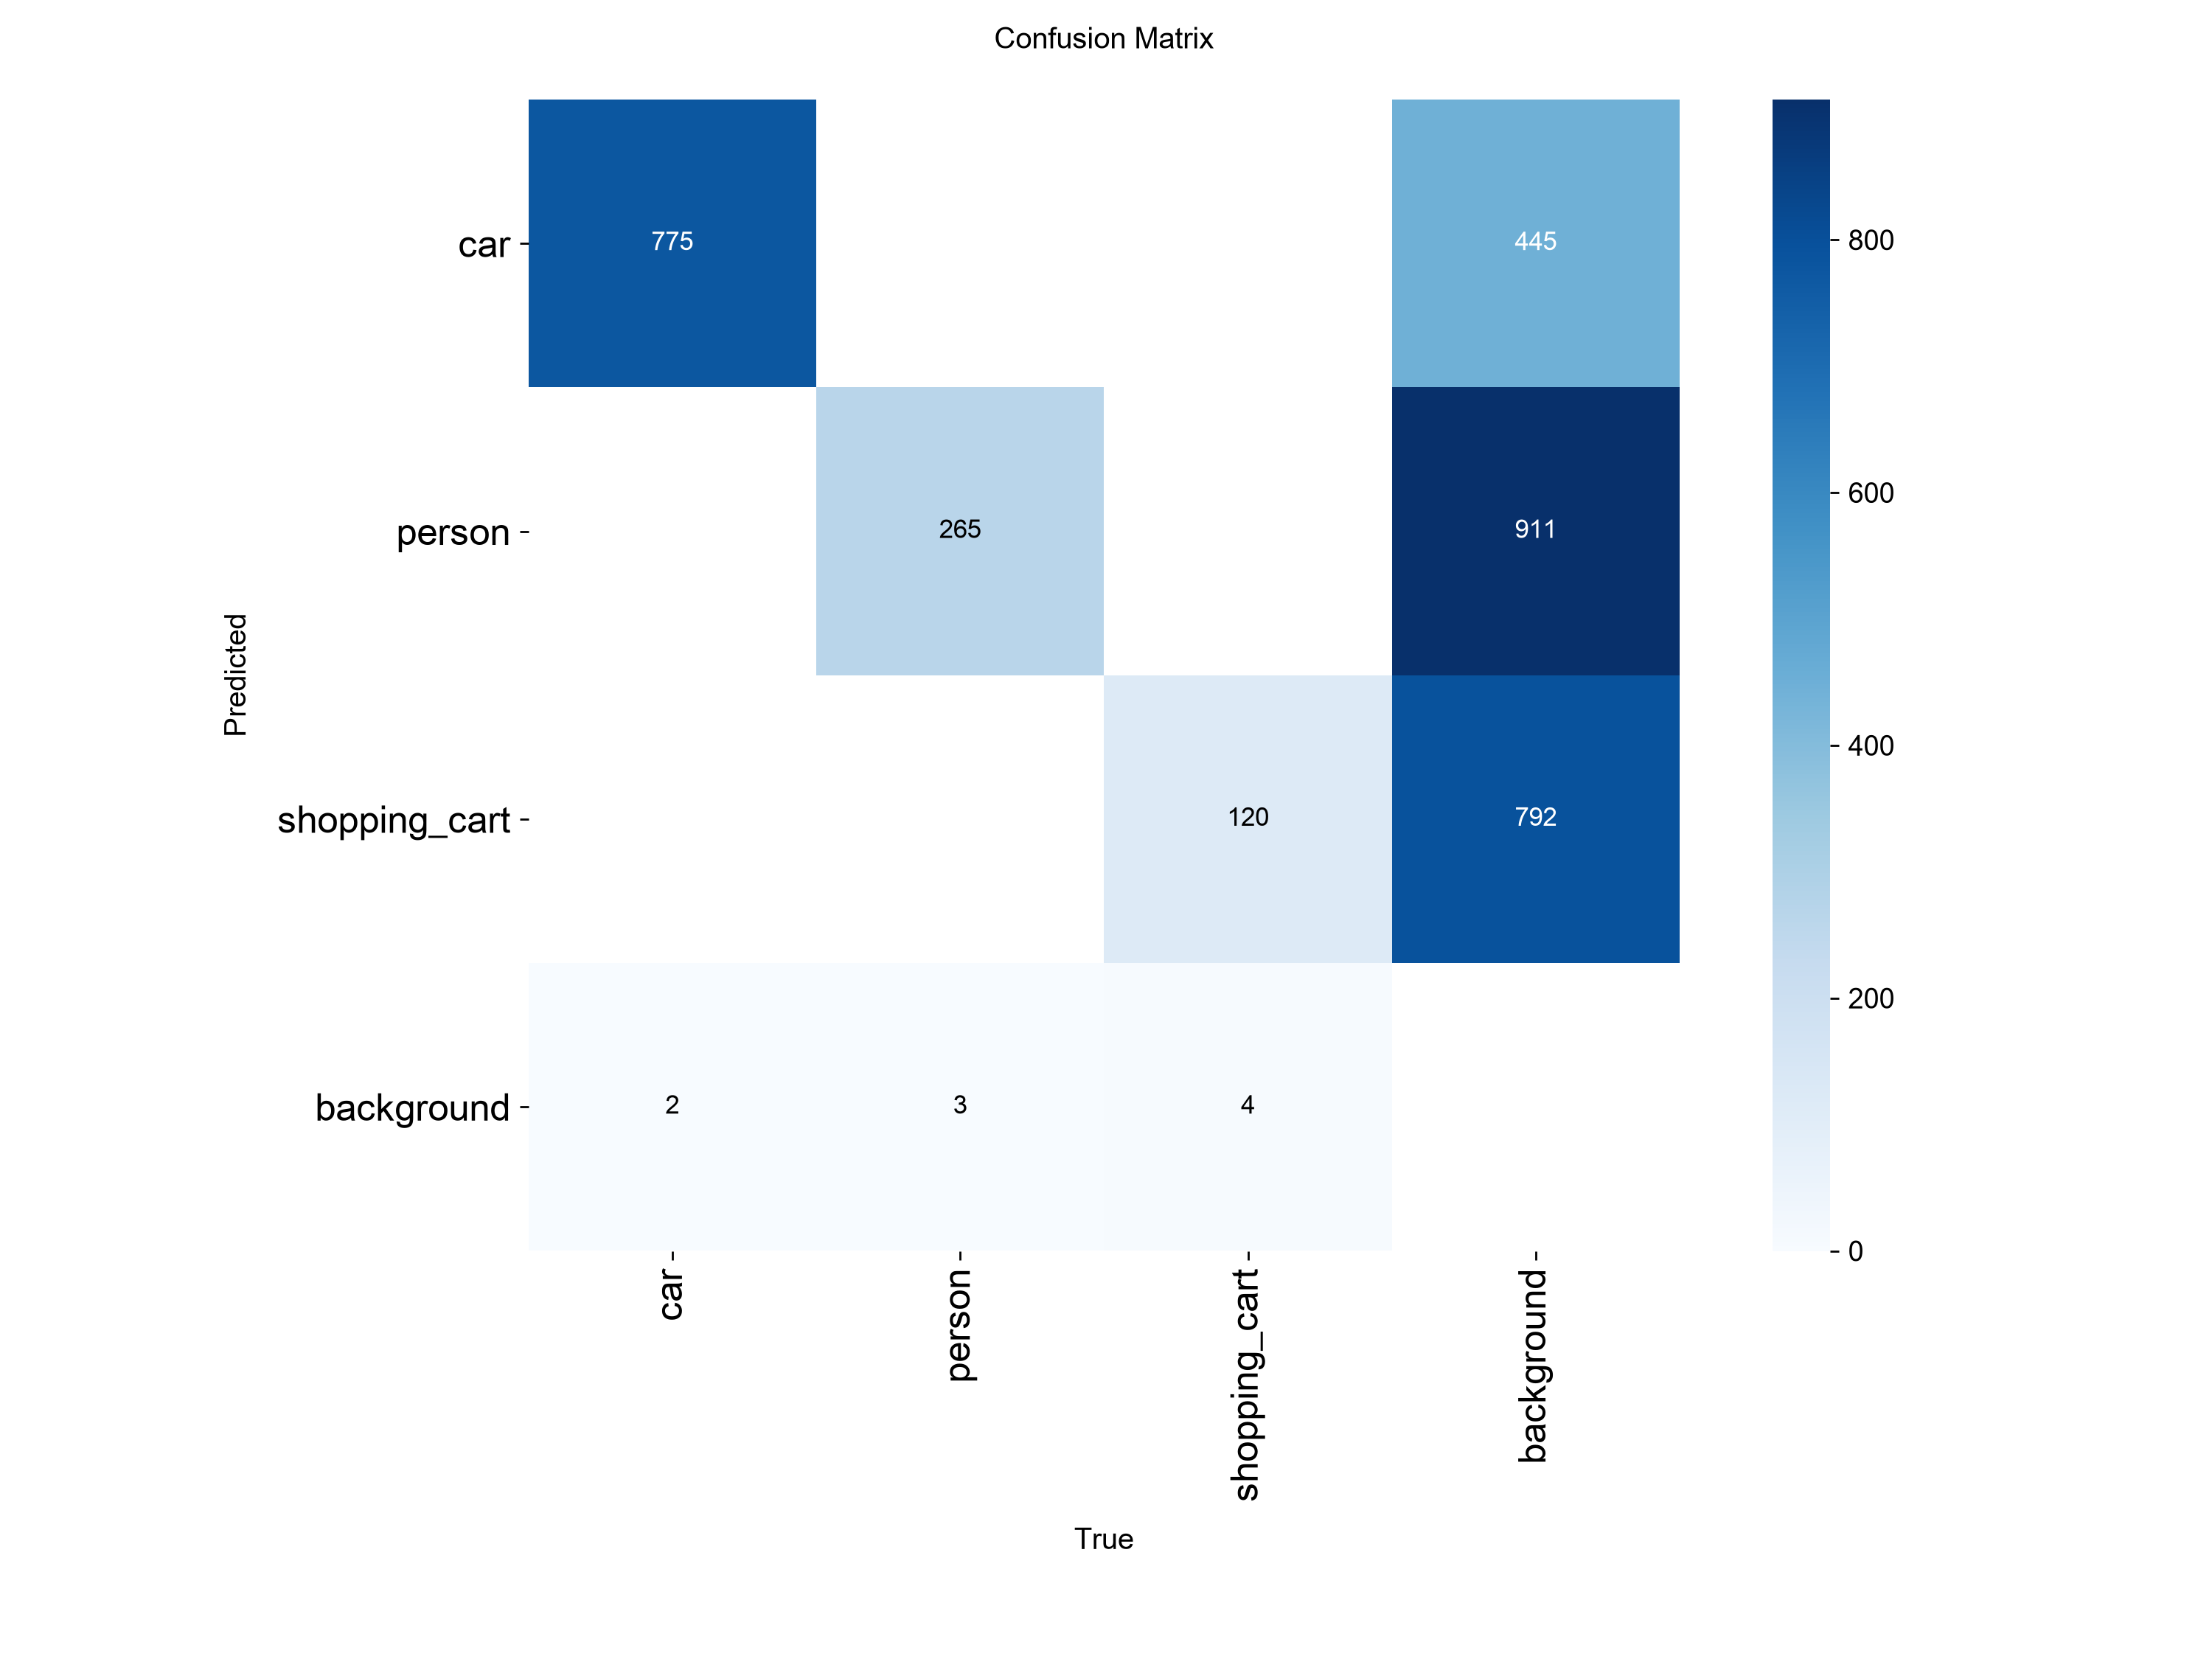 Confusion Matrix
car
775
445
800
person
265
911
600
Predicted
shopping_cart
120
792
400
200
background
2
3
4
0
car
person
shopping_cart
background
True